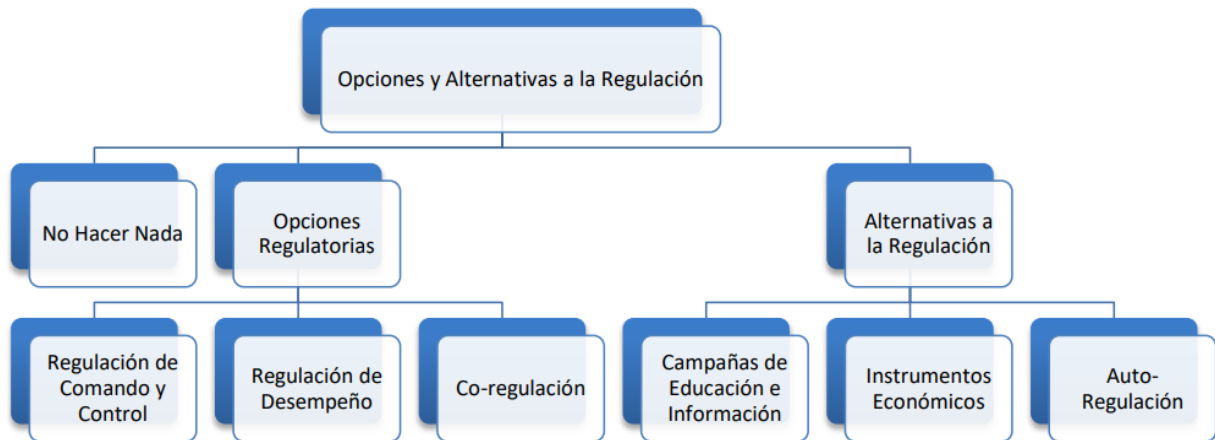 Opciones y Alternativas a la Regulación
No Hacer Nada
Opciones
Regulatorias
Alternativas a
la Regulación
Regulación de
Comando y
Control
Regulación de
Desempeño
Co-regulación
Campañas de
Educación e
Información
Instrumentos
Económicos
Auto-
Regulación